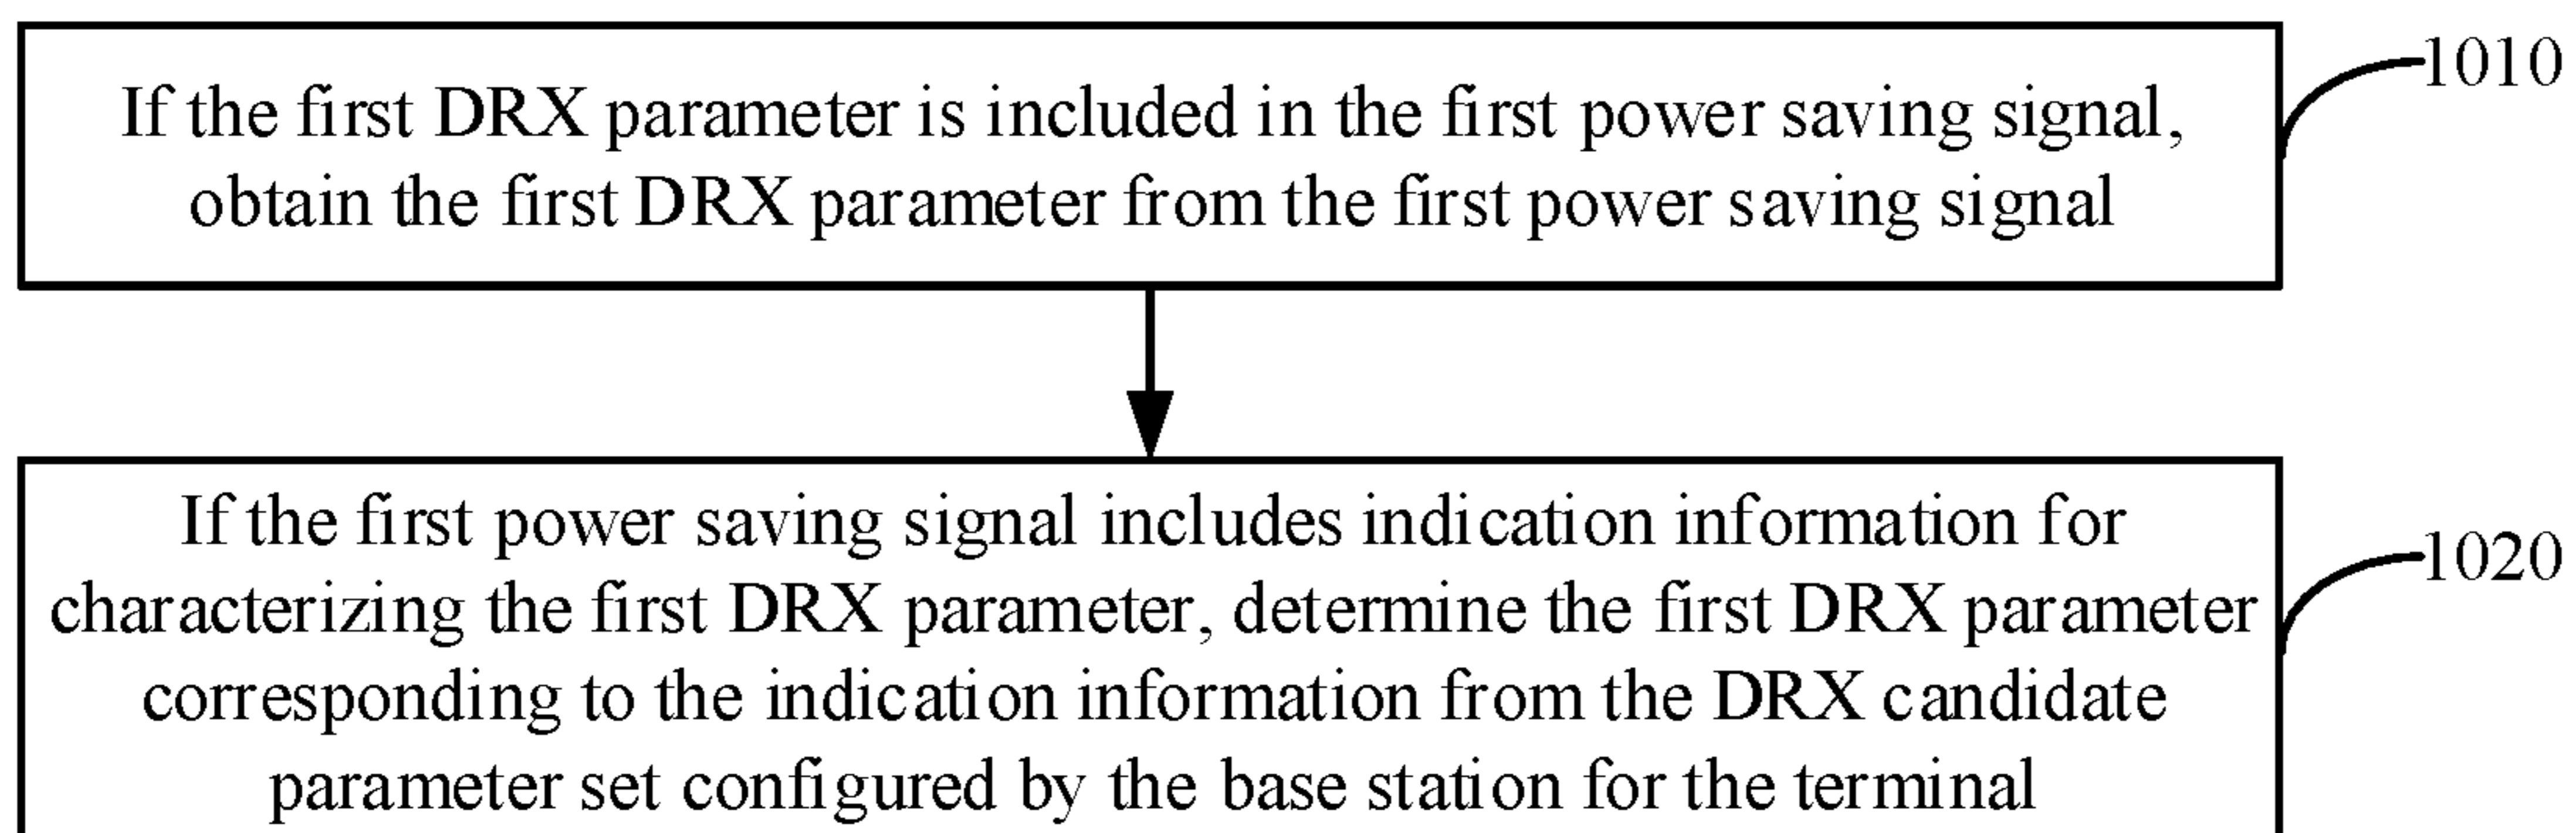 If the first DRX parameter is included in the first power saving signal,
obtain the first DRX parameter from the first power saving signal
1010
If the first power saving signal includes indication information for
characterizing the first DRX parameter, determine the first DRX parameter
corresponding to the indication information from the DRX candidate
parameter set configured by the base station for the terminal
1020